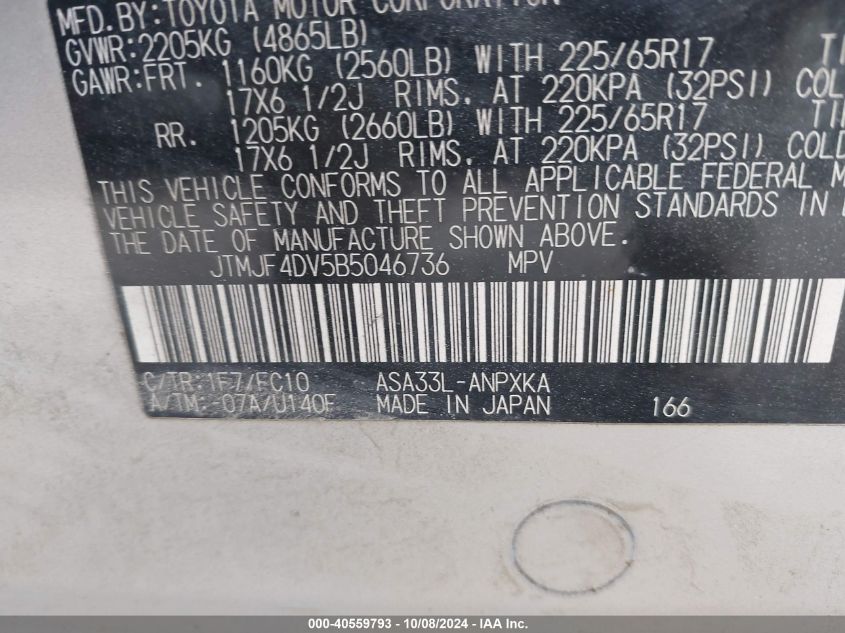 MFD.BY:TOYOTA MOTOR CORPORATION
GVWR:2205KG (4865LB)
GAWR:FRT. 1160KG (2560LB) WITH 225/65R17 TI
17X6 1/2J RIMS, AT 220KPA (32PSI) COL
RR. 1205KG (2660LB) WITH 225/65R17 TI
17X6 1/2J RIMS, AT 220KPA (32PSI) COLD
THIS VEHICLE CONFORMS TO ALL APPLICABLE FEDERAL M
VEHICLE SAFETY AND THEFT PREVENTION STANDARDS IN
THE DATE OF MANUFACTURE SHOWN ABOVE.
JTMJF4DV5B5046736 MPV
C/TR:1F7/FC10 ASA33L-ANPXKA
A/TM:-07A/U140F MADE IN JAPAN 166
000-40559793 - 10/08/2024 - IAA Inc.